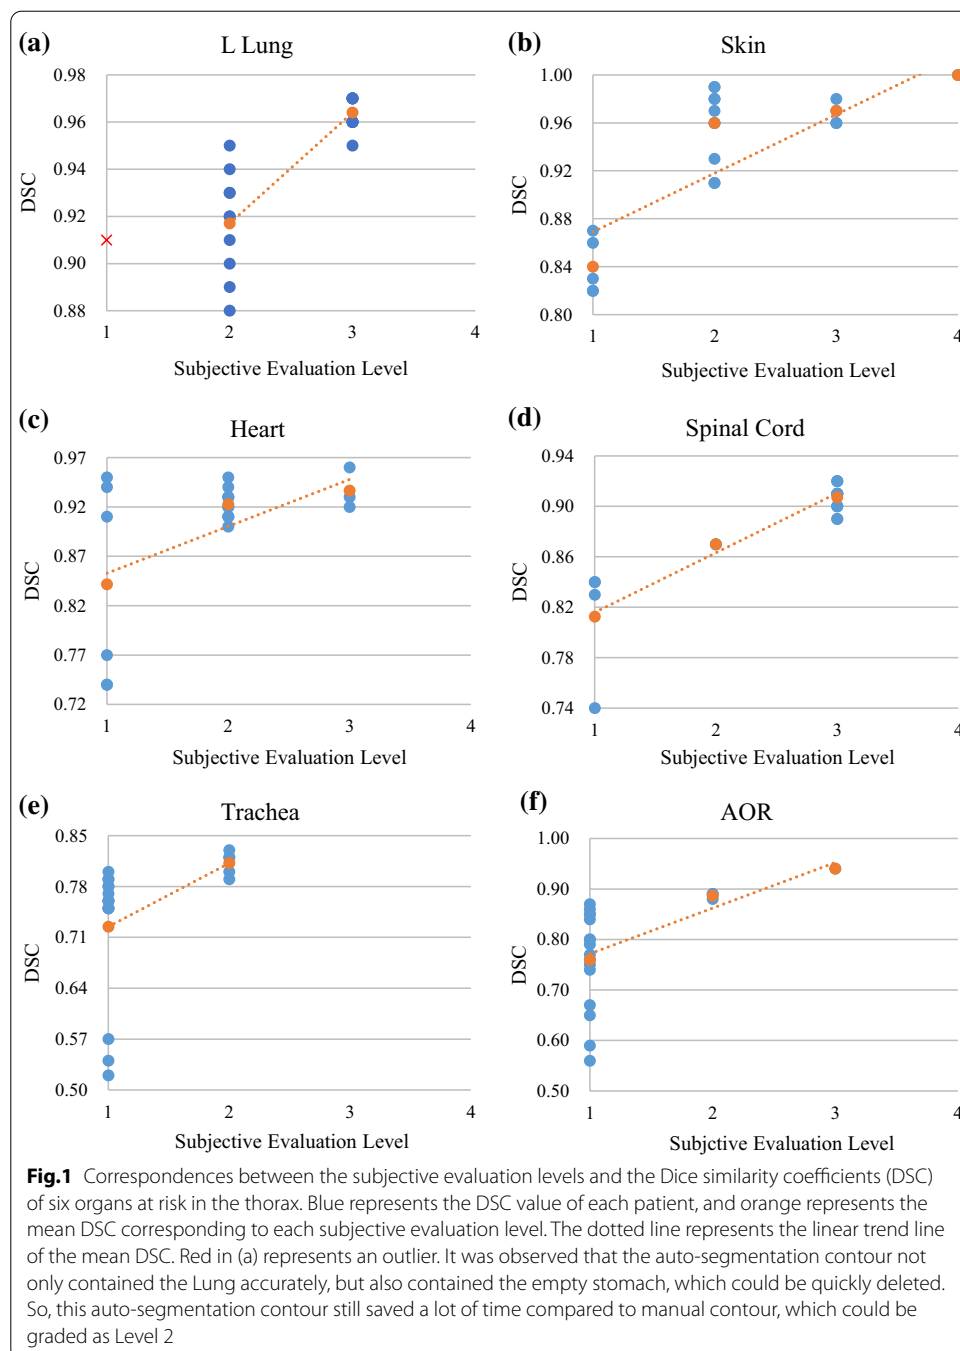 (a)
L Lung
0.98
0.96
0.94
0.92
0.90
0.88
DSC
1 2 3 4
Subjective Evaluation Level
(b)
Skin
1.00
0.96
0.92
0.88
0.84
0.80
DSC
1 2 3 4
Subjective Evaluation Level
(c)
Heart
0.97
0.92
0.87
0.82
0.77
0.72
DSC
1 2 3 4
Subjective Evaluation Level
(d)
Spinal Cord
0.94
0.90
0.86
0.82
0.78
0.74
DSC
1 2 3 4
Subjective Evaluation Level
(e)
Trachea
0.85
0.78
0.71
0.64
0.57
0.50
DSC
1 2 3 4
Subjective Evaluation Level
(f)
AOR
1.00
0.90
0.80
0.70
0.60
0.50
DSC
1 2 3 4
Subjective Evaluation Level
Fig.1 Correspondences between the subjective evaluation levels and the Dice similarity coefficients (DSC)
of six organs at risk in the thorax. Blue represents the DSC value of each patient, and orange represents the
mean DSC corresponding to each subjective evaluation level. The dotted line represents the linear trend line
of the mean DSC. Red in (a) represents an outlier. It was observed that the auto-segmentation contour not
only contained the Lung accurately, but also contained the empty stomach, which could be quickly deleted.
So, this auto-segmentation contour still saved a lot of time compared to manual contour, which could be
graded as Level 2